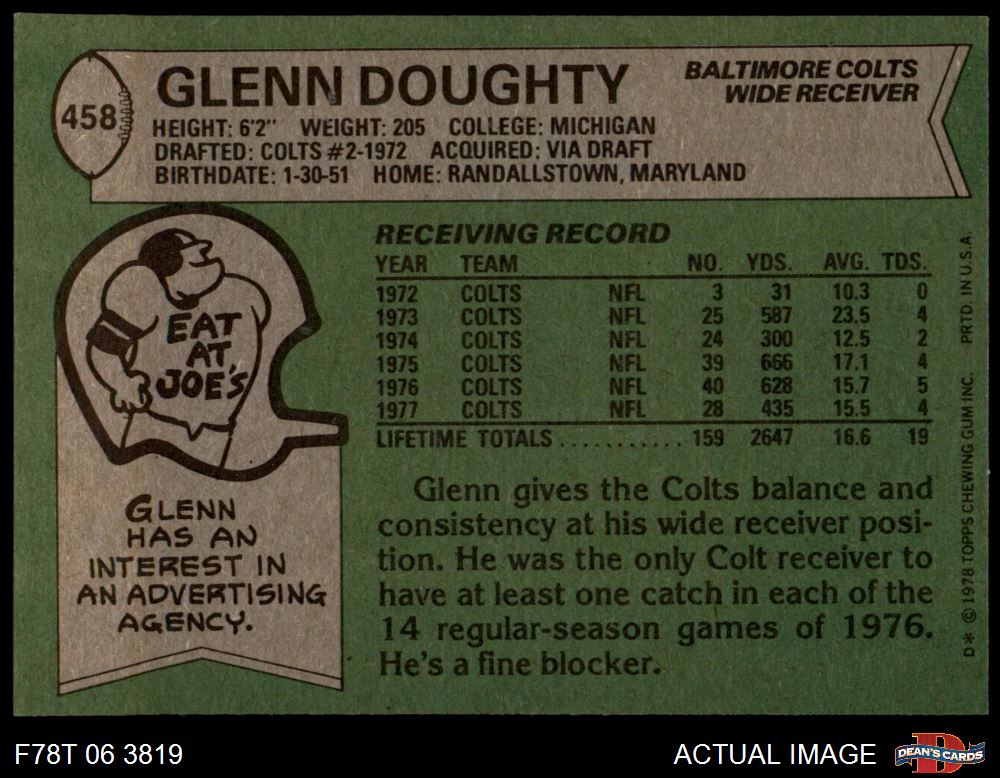 458
GLENN DOUGHTY
BALTIMORE COLTS
WIDE RECEIVER
HEIGHT: 6'2" WEIGHT: 205 COLLEGE: MICHIGAN
DRAFTED: COLTS #2-1972 ACQUIRED: VIA DRAFT
BIRTHDATE: 1-30-51 HOME: RANDALLSTOWN, MARYLAND
EAT
AT
JOE'S
GLENN
HAS AN
INTEREST IN
AN ADVERTISING
AGENCY.
RECEIVING RECORD
YEAR TEAM NO. YDS. AVG. TDS.
1972 COLTS NFL 3 31 10.3 0
1973 COLTS NFL 25 587 23.5 4
1974 COLTS NFL 24 300 12.5 2
1975 COLTS NFL 39 666 17.1 4
1976 COLTS NFL 40 628 15.7 5
1977 COLTS NFL 28 435 15.5 4
LIFETIME TOTALS ........... 159 2647 16.6 19
Glenn gives the Colts balance and
consistency at his wide receiver posi-
tion. He was the only Colt receiver to
have at least one catch in each of the
14 regular-season games of 1976.
He's a fine blocker.
D* © 1978 TOPPS CHEWING GUM INC. PRTD. IN U.S.A.
F78T 06 3819
ACTUAL IMAGE
DEAN'S CARDS